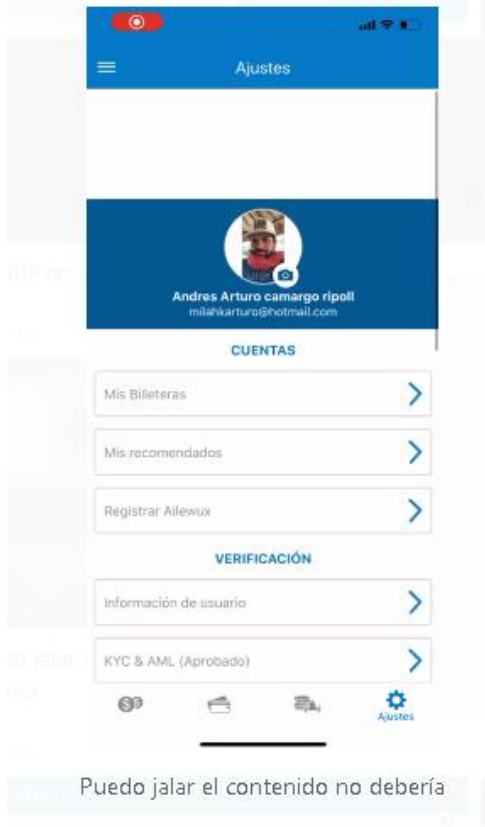 Ajustes
Andres Arturo camargo ripoll
milahkarturo@hotmail.com
CUENTAS
Mis Billeteras
Mis recomendados
Registrar Ailewux
VERIFICACIÓN
Información de usuario
KYC & AML (Aprobado)
Ajustes
Puedo jalar el contenido no debería